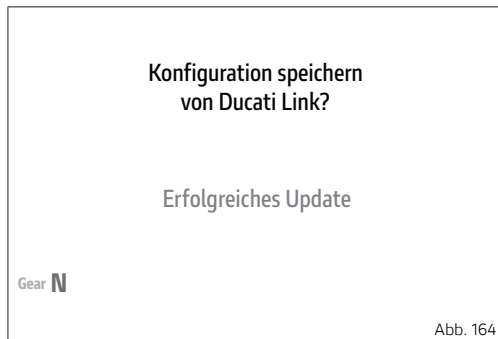 Konfiguration speichern
von Ducati Link?
Erfolgreiches Update
Gear N
Abb. 164